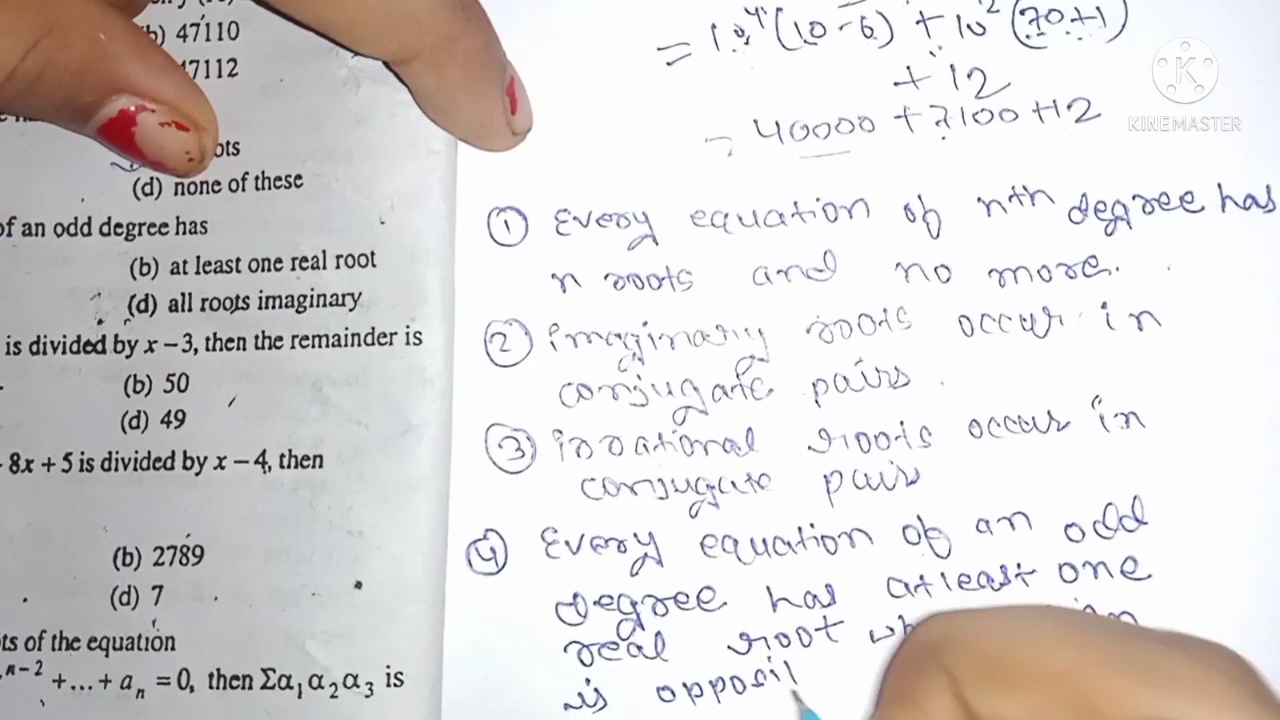 b) 47110
47112
ots
(d) none of these
of an odd degree has
(b) at least one real root
(d) all roots imaginary
is divided by x – 3, then the remainder is
(b) 50
(d) 49
8x + 5 is divided by x – 4, then
(b) 2789
(d) 7
ts of the equation
n–2 + ... + aₙ = 0, then Σα₁α₂α₃ is
= 10⁴(10-6) + 10²(70+1)
+ 12
= 40000 + 7100 + 12
KINEMASTER
① Every equation of nth degree has
n roots and no more.
② imaginary roots occur in
conjugate pairs.
③ irrational roots occur in
conjugate pair
④ Every equation of an odd
degree has atleast one
real root
is opposit